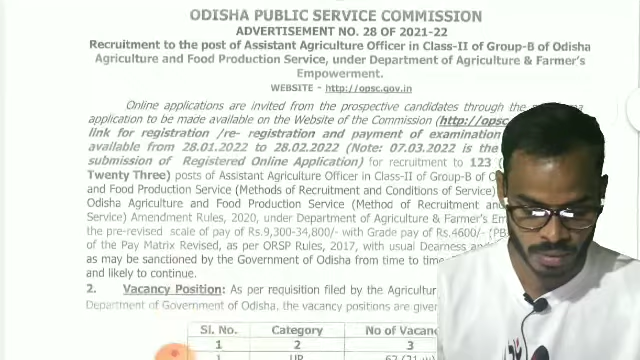 ODISHA PUBLIC SERVICE COMMISSION
ADVERTISEMENT NO. 28 OF 2021-22
Recruitment to the post of Assistant Agriculture Officer in Class-II of Group-B of Odisha
Agriculture and Food Production Service, under Department of Agriculture & Farmer's
Empowerment.
WEBSITE - http://opsc.gov.in
Online applications are invited from the prospective candidates through the
application to be made available on the Website of the Commission (http://opsc
link for registration /re- registration and payment of examination
available from 28.01.2022 to 28.02.2022 (Note: 07.03.2022 is the
submission of Registered Online Application) for recruitment to 123
Twenty Three) posts of Assistant Agriculture Officer in Class-II of Group-B of
and Food Production Service (Methods of Recruitment and Conditions of Service)
Odisha Agriculture and Food Production Service (Method of Recruitment and
Service) Amendment Rules, 2020, under Department of Agriculture & Farmer's
the pre-revised scale of pay of Rs.9,300-34,800/- with Grade pay of Rs.4600/- (PB
of the Pay Matrix Revised, as per ORSP Rules, 2017, with usual Dearness and
as may be sanctioned by the Government of Odisha from time to time
and likely to continue.
2. Vacancy Position: As per requisition filed by the
Department of Government of Odisha, the vacancy positions are given
Sl. No. Category No of
1 2 3
1 UR